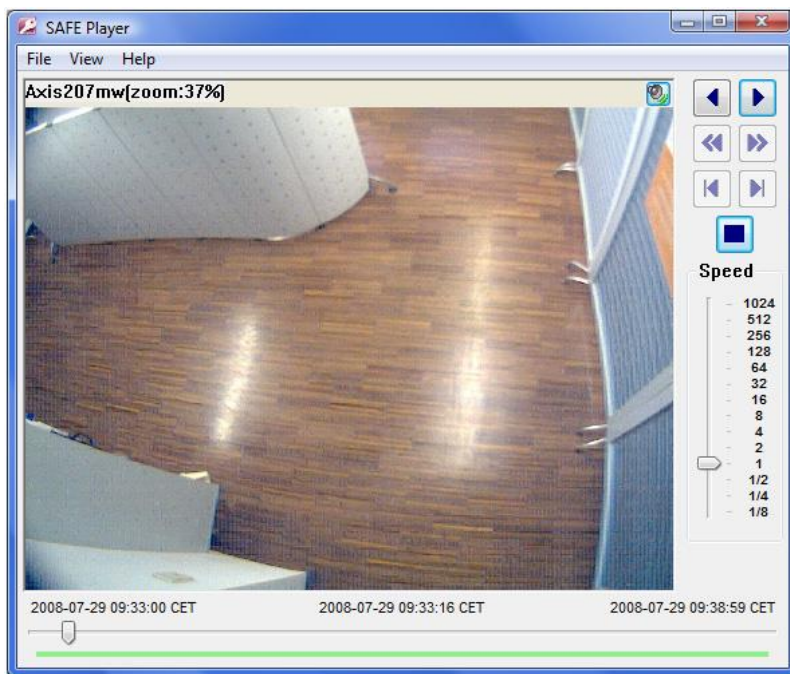 SAFE Player
File View Help
Axis207mw(zoom:37%)
Speed
1024
512
256
128
64
32
16
8
4
2
1
1/2
1/4
1/8
2008-07-29 09:33:00 CET 2008-07-29 09:33:16 CET 2008-07-29 09:38:59 CET